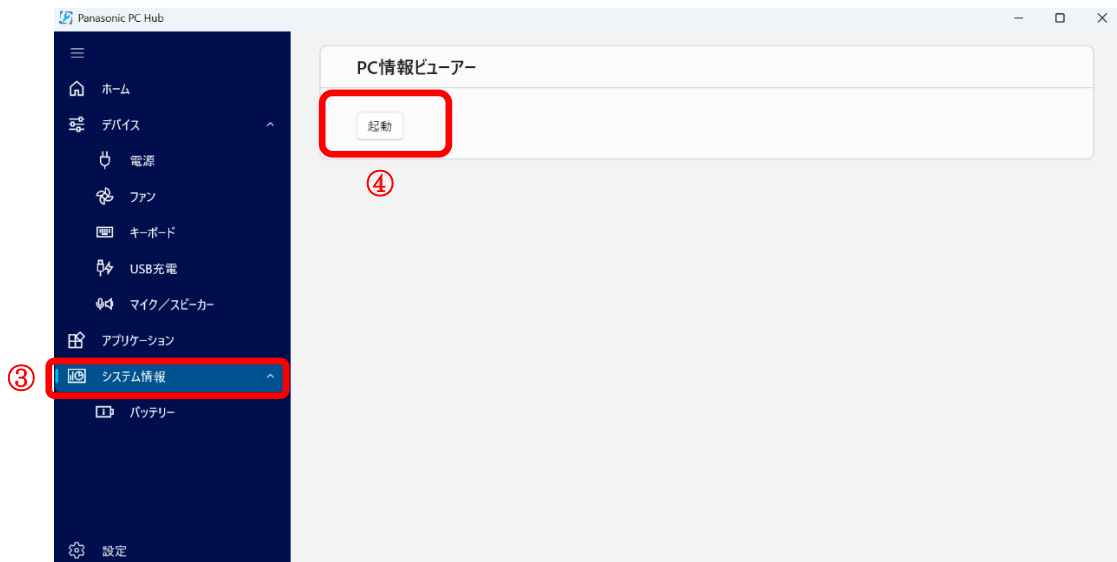 Panasonic PC Hub
ホーム
デバイス
電源
ファン
キーボード
USB充電
マイク／スピーカー
アプリケーション
③
システム情報
バッテリー
設定
PC情報ビューアー
起動
④